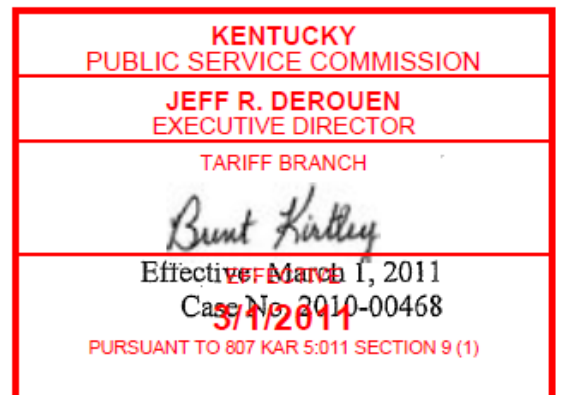 KENTUCKY
PUBLIC SERVICE COMMISSION
JEFF R. DEROUEN
EXECUTIVE DIRECTOR
TARIFF BRANCH
Bunt Kirtley
Effective: March 1, 2011
EFFECTIVE
Case No. 2010-00468
3/1/2011
PURSUANT TO 807 KAR 5:011 SECTION 9 (1)